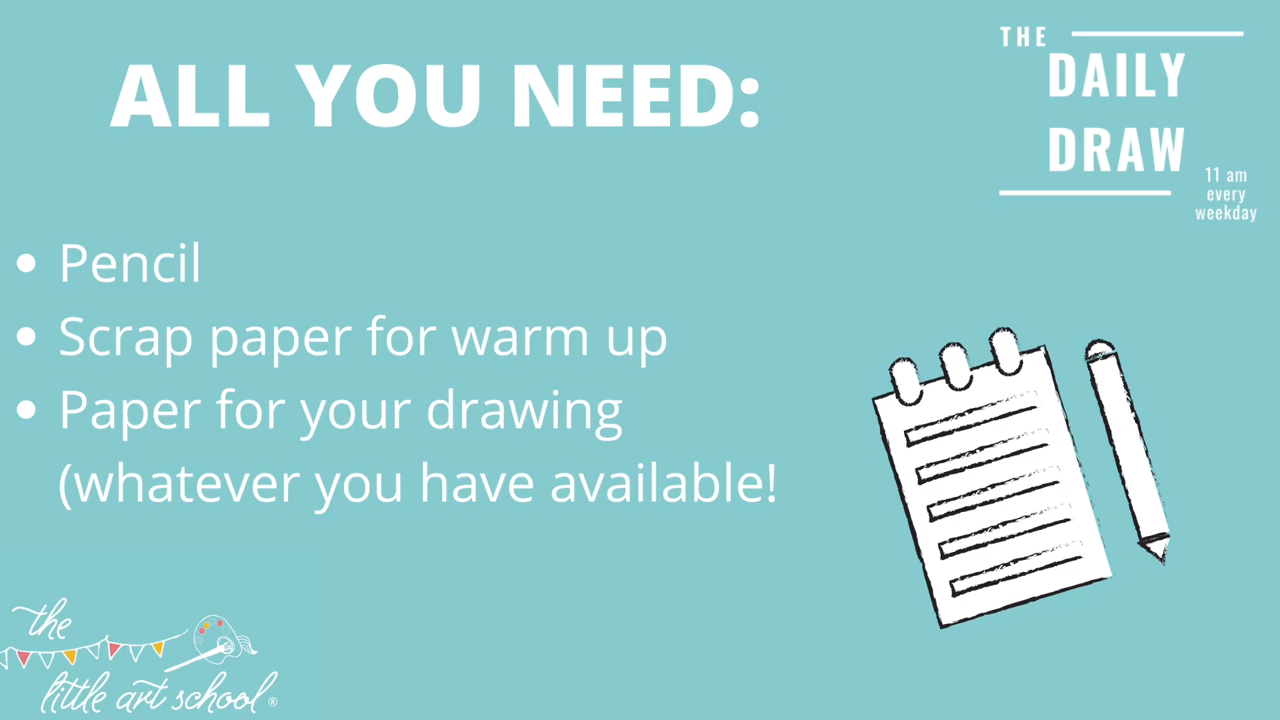 ALL YOU NEED:
THE
DAILY
DRAW
11 am
every
weekday
• Pencil
• Scrap paper for warm up
• Paper for your drawing
(whatever you have available!
the
little art school®